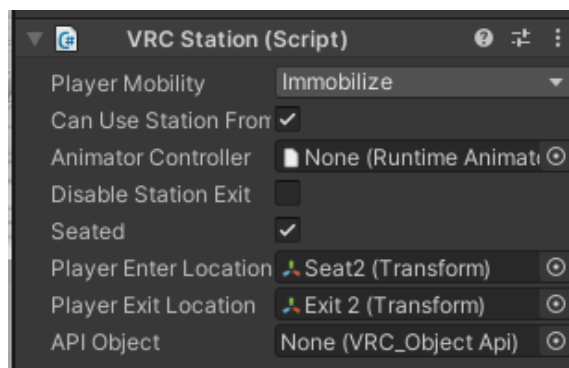 VRC Station (Script)
Player Mobility Immobilize
Can Use Station From
Animator Controller None (Runtime Animato
Disable Station Exit
Seated
Player Enter Location Seat2 (Transform)
Player Exit Location Exit 2 (Transform)
API Object None (VRC_Object Api)